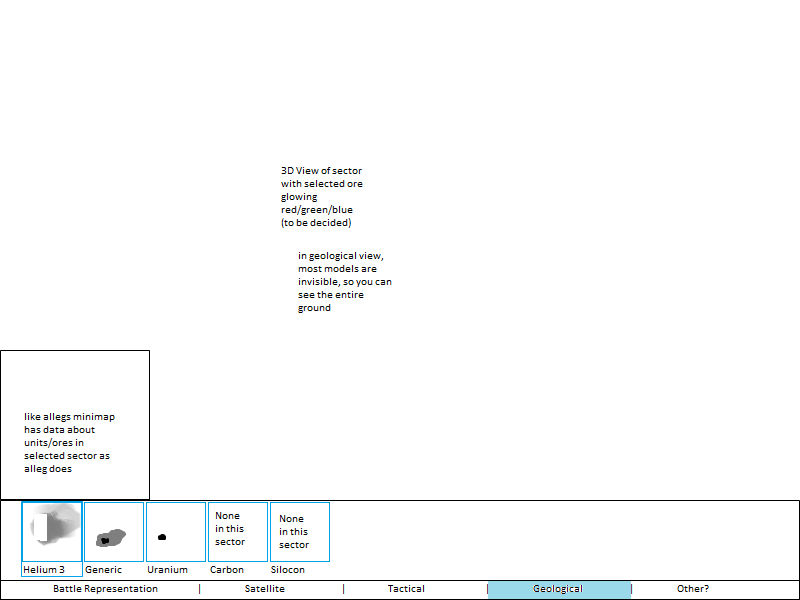 3D View of sector
with selected ore
glowing
red/green/blue
(to be decided)
in geological view,
most models are
invisible, so you can
see the entire
ground
like allegs minimap
has data about
units/ores in
selected sector as
alleg does
None
in this
sector
None
in this
sector
Helium 3 Generic Uranium Carbon Silocon
Battle Representation | Satellite | Tactical | Geological | Other?